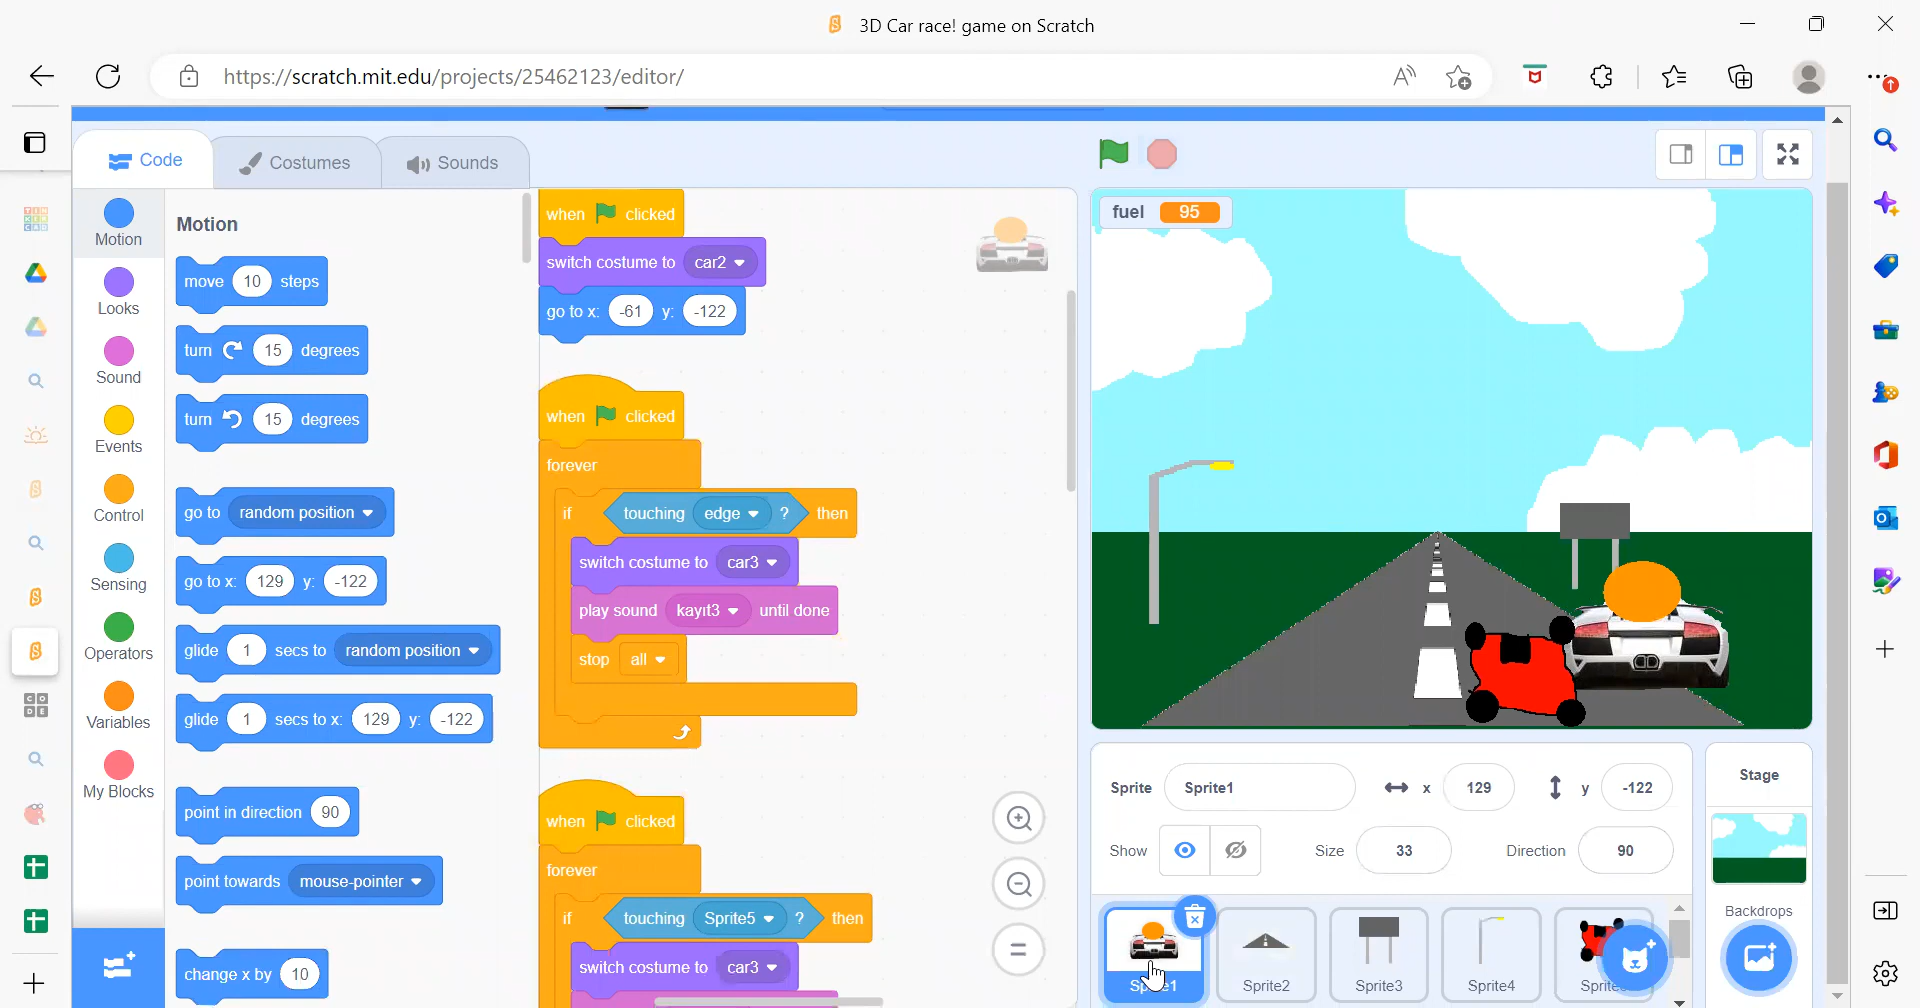 3D Car race! game on Scratch
https://scratch.mit.edu/projects/25462123/editor/
Code
Costumes
Sounds
Motion
Looks
Sound
Events
Control
Sensing
Operators
Variables
My Blocks
Motion
move 10 steps
turn 15 degrees
turn 15 degrees
go to random position
go to x: 129 y: -122
glide 1 secs to random position
glide 1 secs to x: 129 y: -122
point in direction 90
point towards mouse-pointer
change x by 10
when clicked
switch costume to car2
go to x: -61 y: -122
when clicked
forever
if touching edge ? then
switch costume to car3
play sound kayıt3 until done
stop all
when clicked
forever
if touching Sprite5 ? then
switch costume to car3
fuel 95
Sprite Sprite1 x 129 y -122
Show Size 33 Direction 90
Sprite2
Sprite3
Sprite4
Stage
Backdrops
TIN
KER
CAD
CO
DE